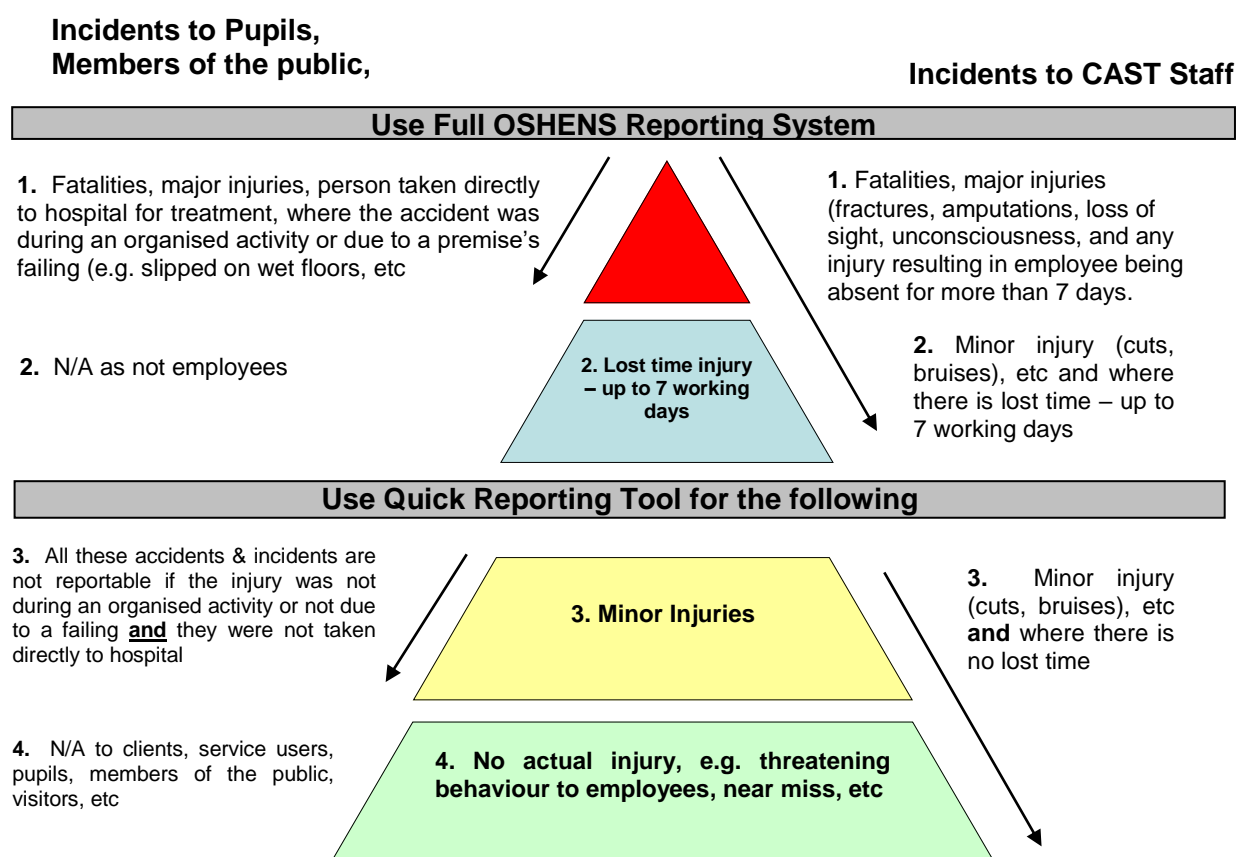 Incidents to Pupils,
Members of the public,
Incidents to CAST Staff
Use Full OSHENS Reporting System
1. Fatalities, major injuries, person taken directly
to hospital for treatment, where the accident was
during an organised activity or due to a premise's
failing (e.g. slipped on wet floors, etc
1. Fatalities, major injuries
(fractures, amputations, loss of
sight, unconsciousness, and any
injury resulting in employee being
absent for more than 7 days.
2. N/A as not employees
2. Lost time injury
– up to 7 working
days
2. Minor injury (cuts,
bruises), etc and where
there is lost time – up to
7 working days
Use Quick Reporting Tool for the following
3. All these accidents & incidents are
not reportable if the injury was not
during an organised activity or not due
to a failing and they were not taken
directly to hospital
3. Minor Injuries
3. Minor injury
(cuts, bruises), etc
and where there is
no lost time
4. N/A to clients, service users,
pupils, members of the public,
visitors, etc
4. No actual injury, e.g. threatening
behaviour to employees, near miss, etc